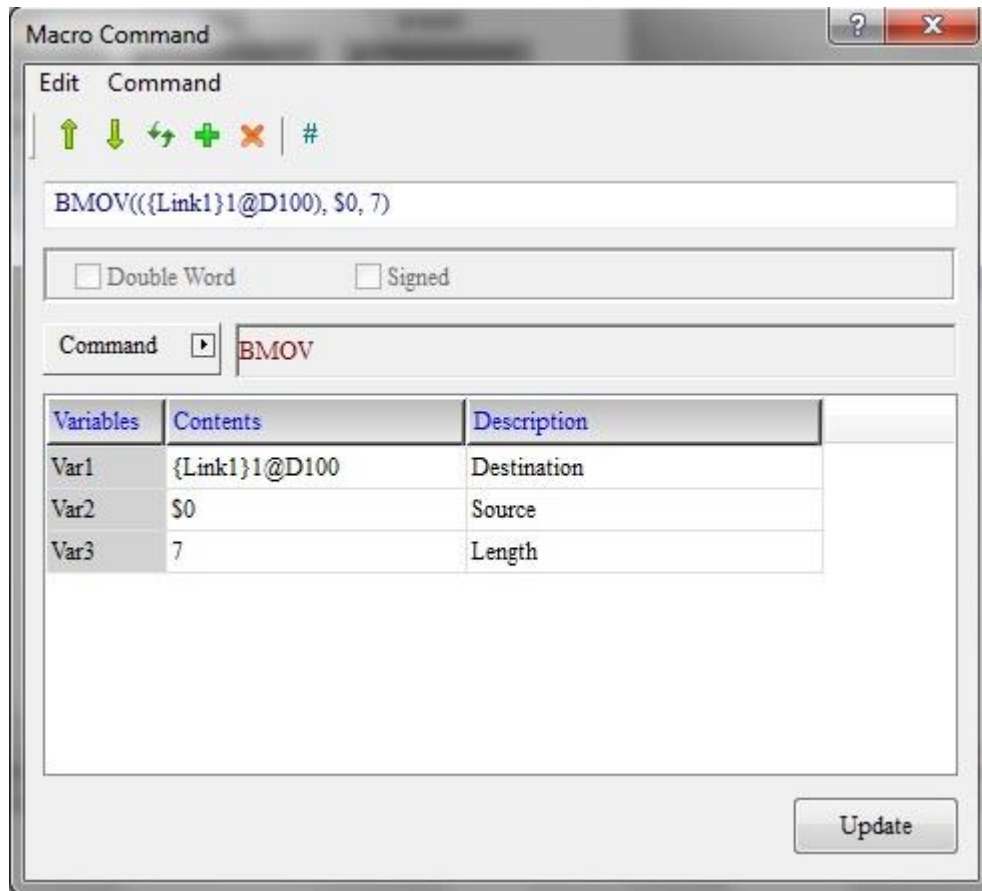 Macro Command
?
Edit Command
#
BMOV(({Link1}1@D100), $0, 7)
Double Word Signed
Command BMOV
Variables Contents Description
Var1 {Link1}1@D100 Destination
Var2 $0 Source
Var3 7 Length
Update